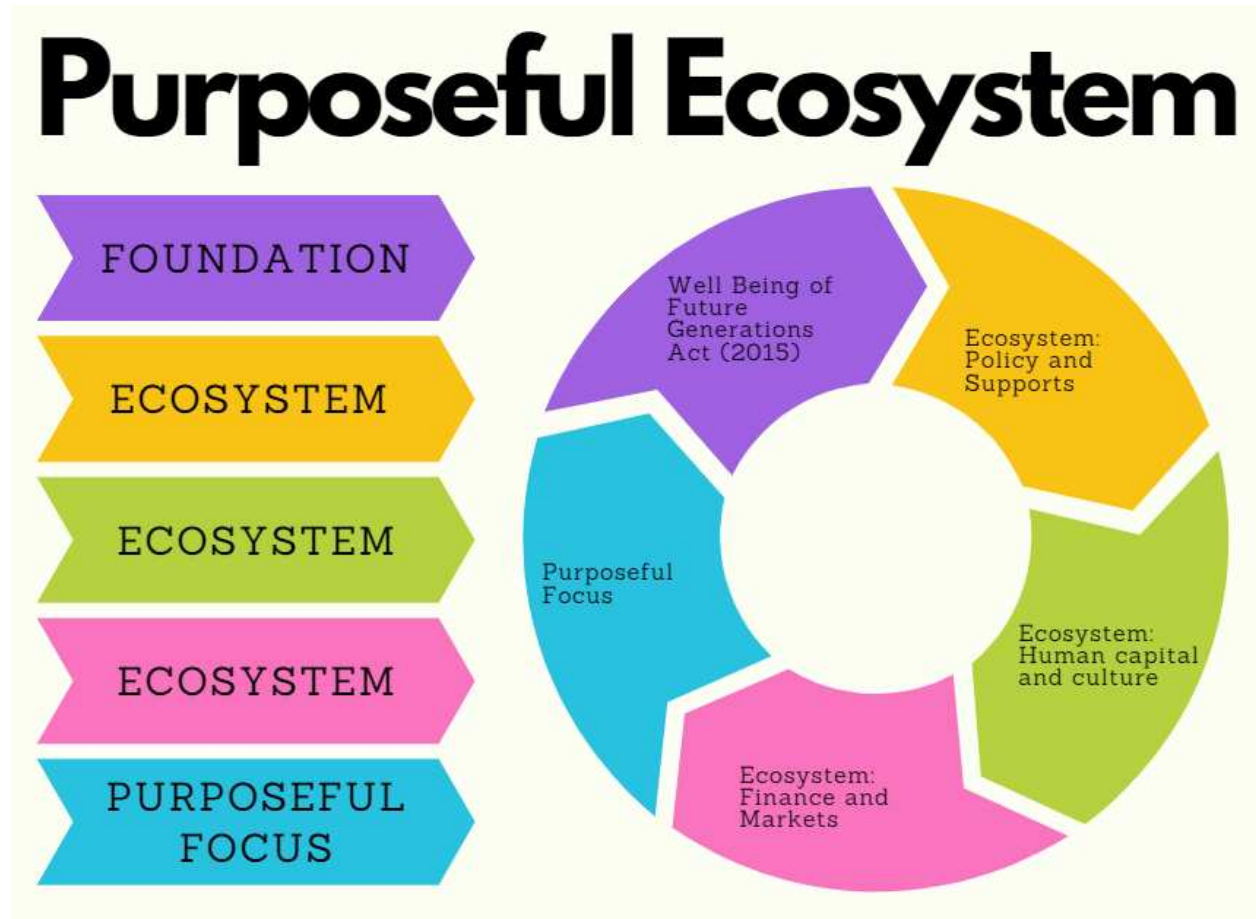 Purposeful Ecosystem
FOUNDATION
ECOSYSTEM
ECOSYSTEM
ECOSYSTEM
PURPOSEFUL
FOCUS
Well Being of
Future
Generations
Act (2015)
Ecosystem:
Policy and
Supports
Ecosystem:
Human capital
and culture
Ecosystem:
Finance and
Markets
Purposeful
Focus